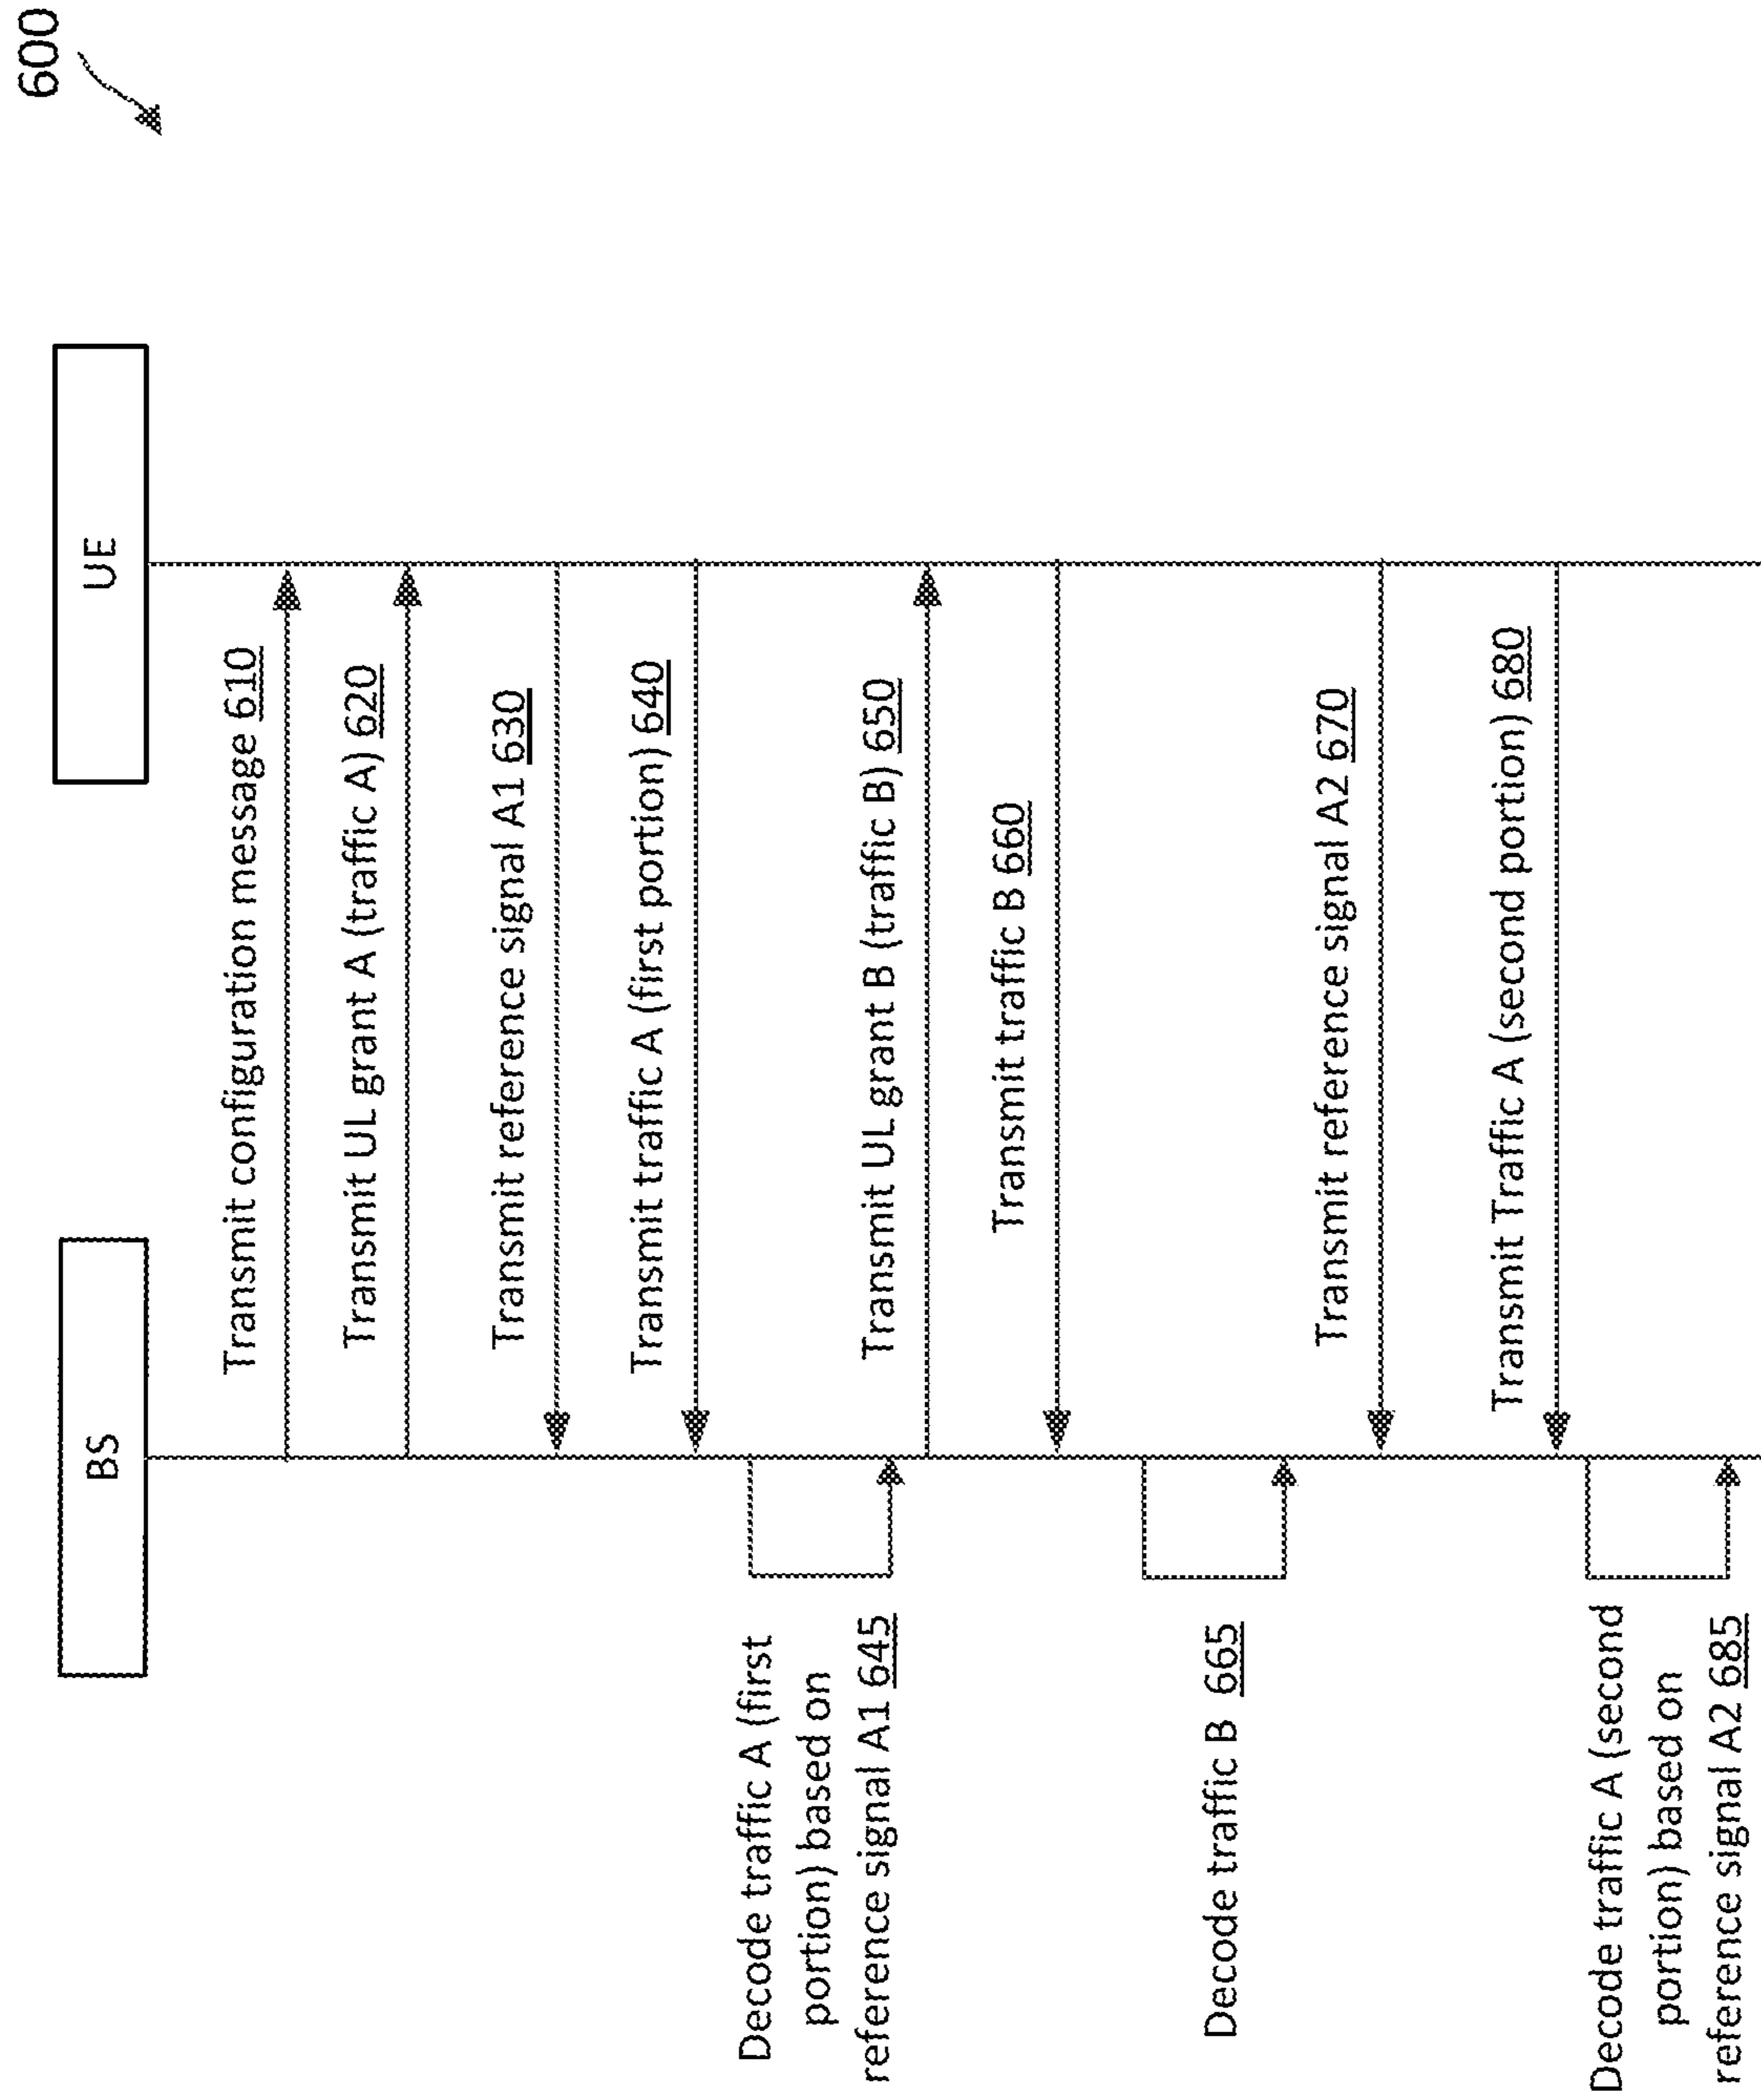 600
BS
UE
Transmit configuration message 610
Transmit UL grant A (traffic A) 620
Transmit reference signal A1 630
Transmit traffic A (first portion) 640
Decode traffic A (first
portion) based on
reference signal A1 645
Transmit UL grant B (traffic B) 650
Transmit traffic B 660
Decode traffic B 665
Transmit reference signal A2 670
Transmit Traffic A (second portion) 680
Decode traffic A (second
portion) based on
reference signal A2 685